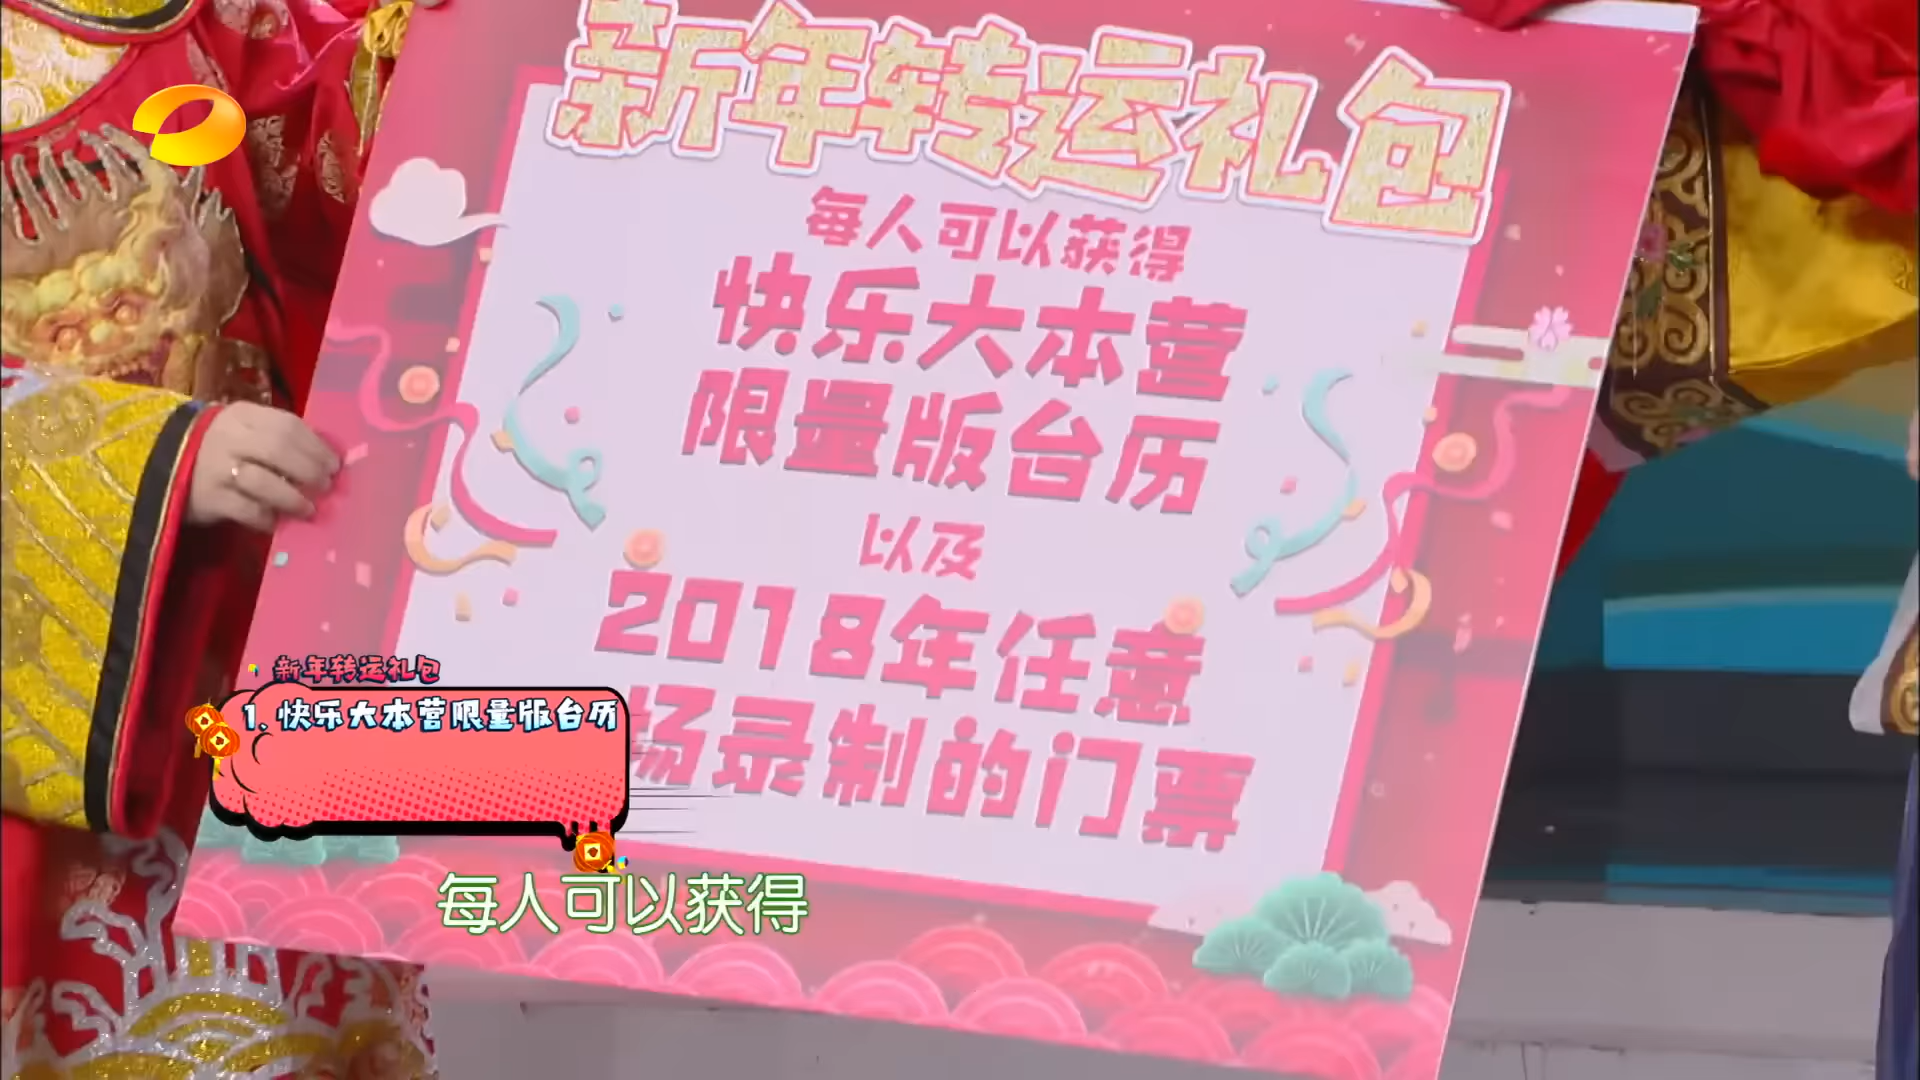 新年转运礼包
每人可以获得
快乐大本营
限量版台历
以及
2018年任意
场录制的门票
新年转运礼包
1. 快乐大本营限量版台历
每人可以获得